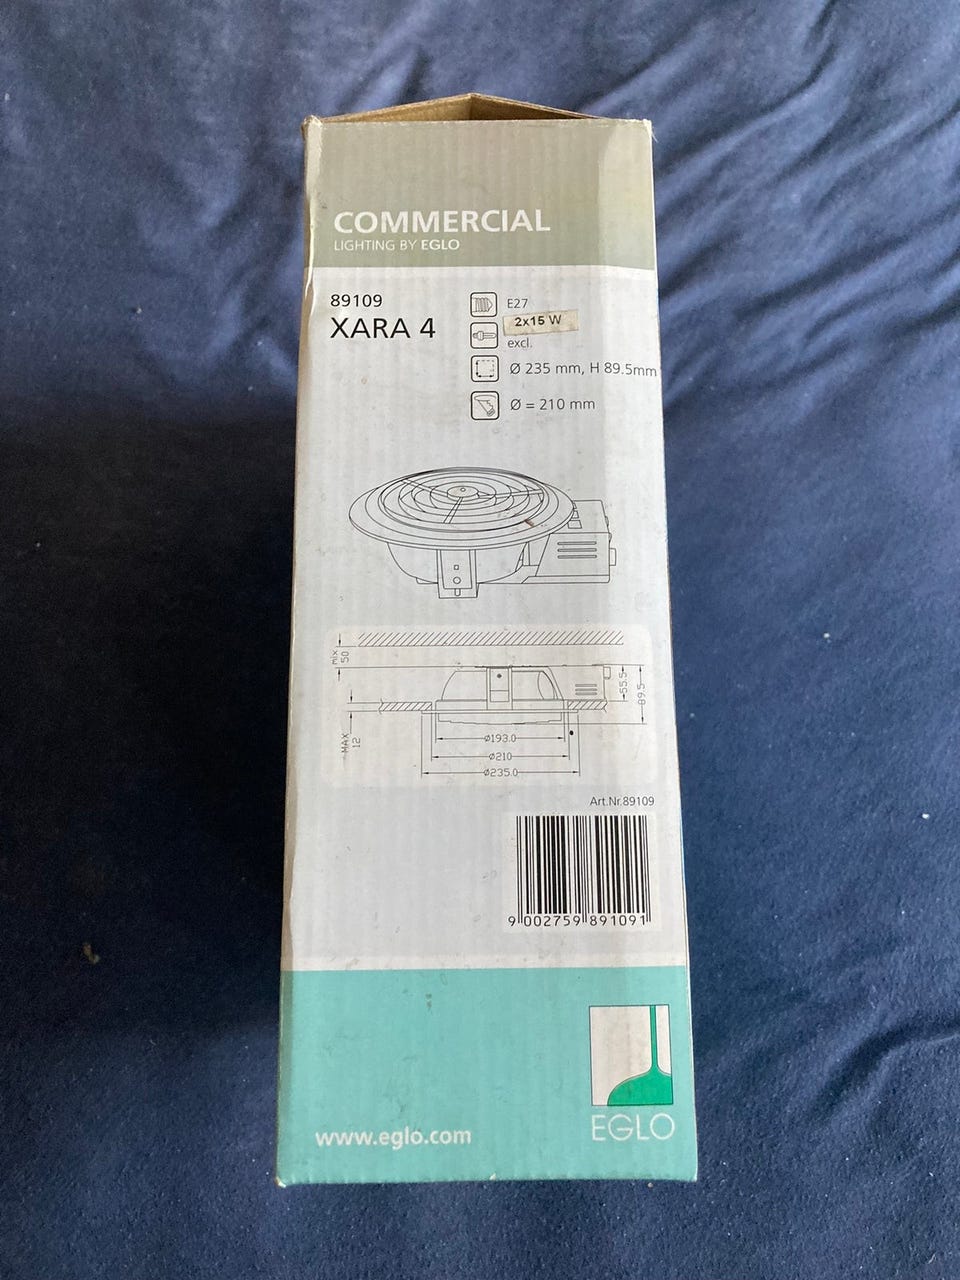 COMMERCIAL
LIGHTING BY EGLO
89109
XARA 4
E27
2x15 W
excl.
Ø 235 mm, H 89.5mm
Ø = 210 mm
50
55.5
89.5
MAX
12
Ø193.0
Ø210
Ø235.0
Art.Nr.89109
9 002759 891091
www.eglo.com
EGLO